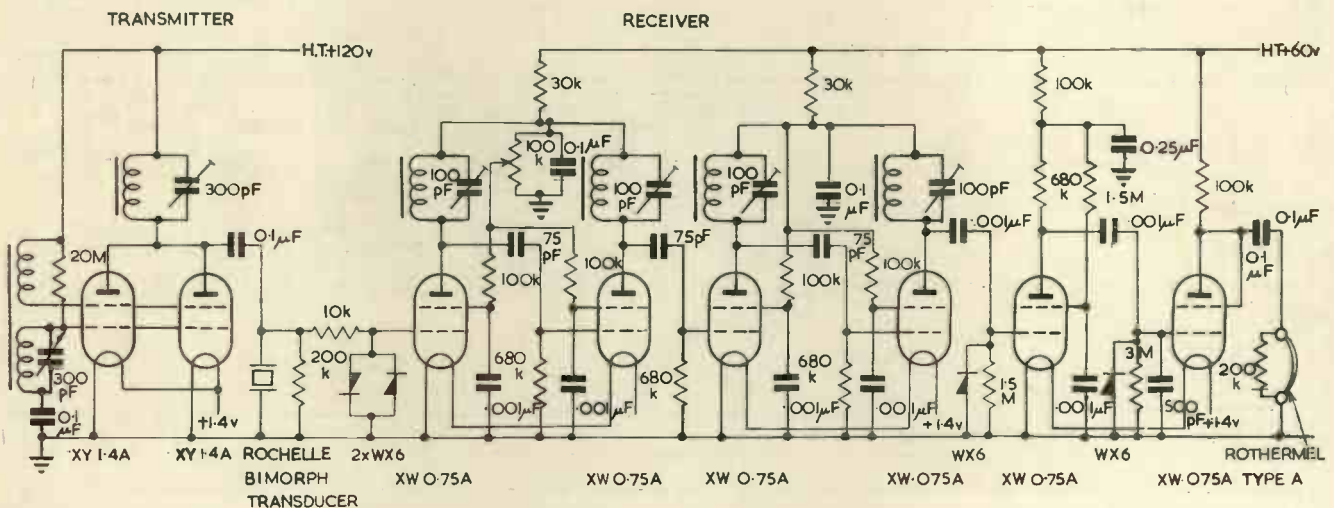 TRANSMITTER
RECEIVER
H.T.+120v
HT+60v
30k
30k
100k
300pF
100 pF
100 k
0.1µF
100 pF
100 pF
0.1 µF
100pF
0.25µF
680 k
1.5M
100k
20M
0.1µF
75 pF
100k
100k
75pF
75 pF
100k
100k
.001µF
.001µF
0.1 µF
0.1µF
300 pF
0.1 µF
+1.4v
10k
200 k
680 k
.001µF
.001µF
680 k
680 k
.001µF
.001µF
+1.4v
1.5 M
.001µF
3M
500 pF
+1.4v
200 k
XY 1.4A
XY 1.4A
ROCHELLE BIMORPH TRANSDUCER
2xWX6
XW 0.75A
XW 0.75A
XW 0.75A
XW 0.75A
WX6
XW 0.75A
WX6
XW 0.75A
ROTHERMEL TYPE A